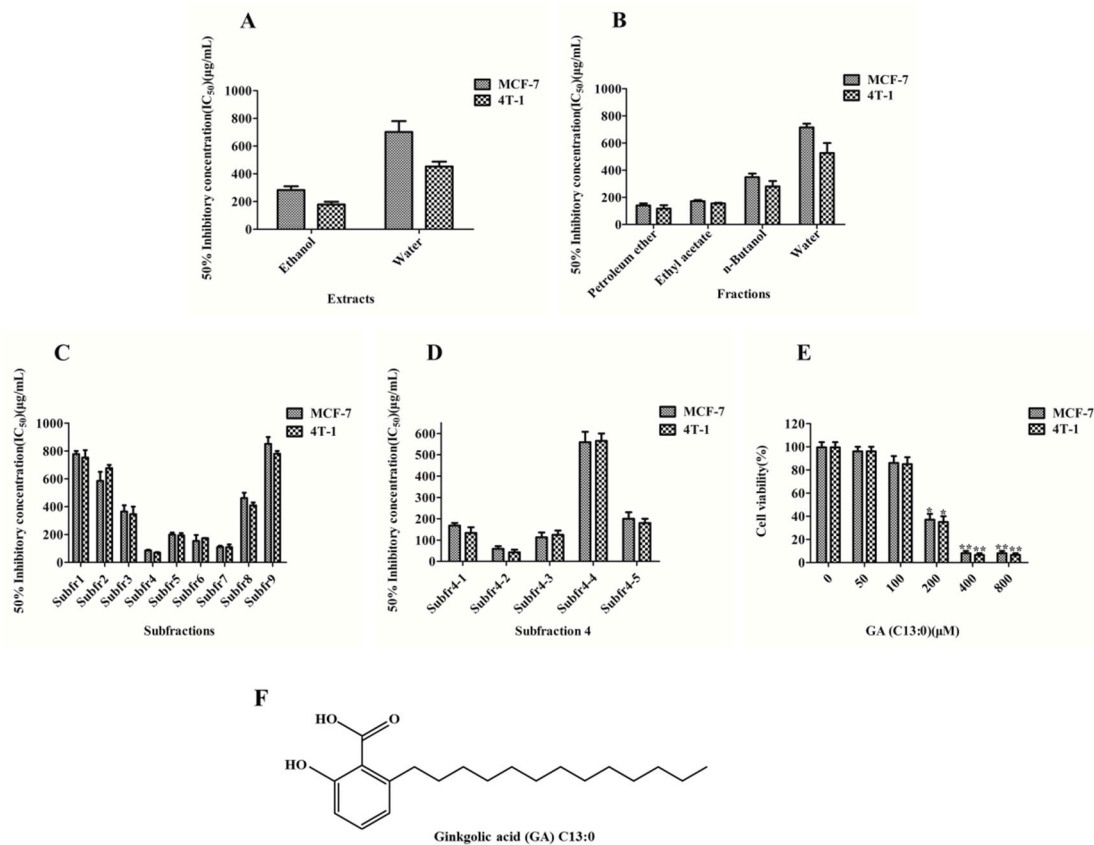 A
50% Inhibitory concentration(IC50)(μg/mL)
MCF-7
4T-1
1000
800
600
400
200
0
Ethanol
Water
Extracts
B
50% Inhibitory concentration(IC50)(μg/mL)
MCF-7
4T-1
1000
800
600
400
200
0
Petroleum ether
Ethyl acetate
n-Butanol
Water
Fractions
C
50% Inhibitory concentration(IC50)(μg/mL)
MCF-7
4T-1
1000
800
600
400
200
0
Subfr1
Subfr2
Subfr3
Subfr4
Subfr5
Subfr6
Subfr7
Subfr8
Subfr9
Subfractions
D
50% Inhibitory concentration(IC50)(μg/mL)
MCF-7
4T-1
600
500
400
300
200
100
0
Subfr4-1
Subfr4-2
Subfr4-3
Subfr4-4
Subfr4-5
Subfraction 4
E
Cell viability(%)
MCF-7
4T-1
120
100
80
60
40
20
0
* *
** **
** **
0
50
100
200
400
800
GA (C13:0)(μM)
F
HO
O
HO
Ginkgolic acid (GA) C13:0